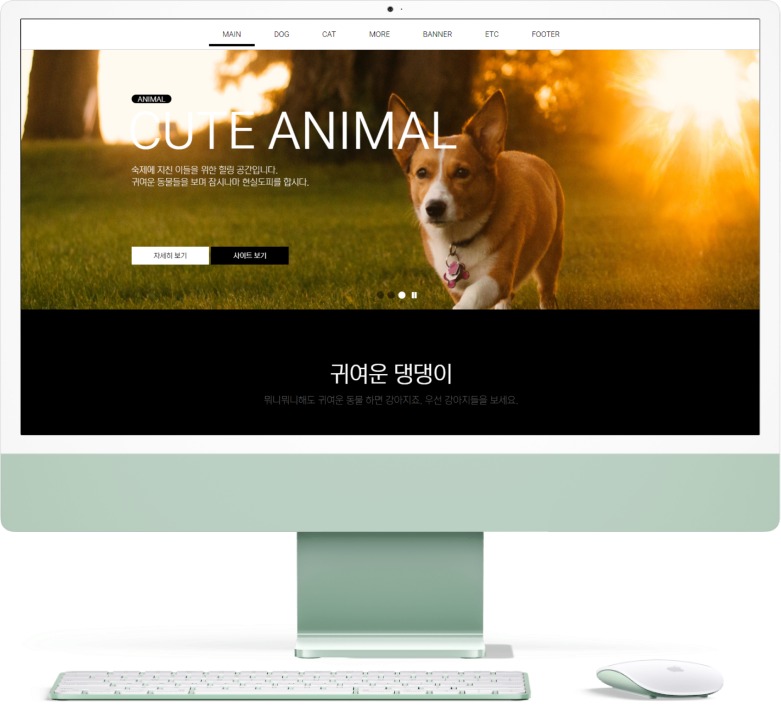 MAIN DOG CAT MORE BANNER ETC FOOTER
ANIMAL
CUTE ANIMAL
숙제에 지친 이들을 위한 힐링 공간입니다.
귀여운 동물들을 보며 잠시나마 현실도피를 합시다.
자세히 보기 사이트 보기
귀여운 댕댕이
뭐니뭐니해도 귀여운 동물 하면 강아지죠. 우선 강아지들을 보세요.